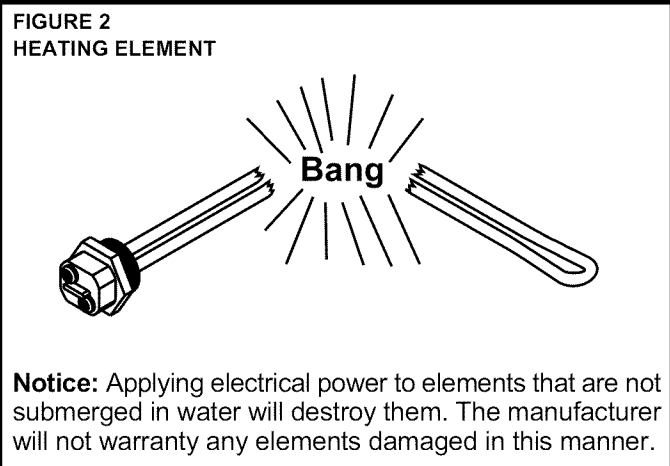 FIGURE 2
HEATING ELEMENT
Bang
Notice: Applying electrical power to elements that are not
submerged in water will destroy them. The manufacturer
will not warranty any elements damaged in this manner.